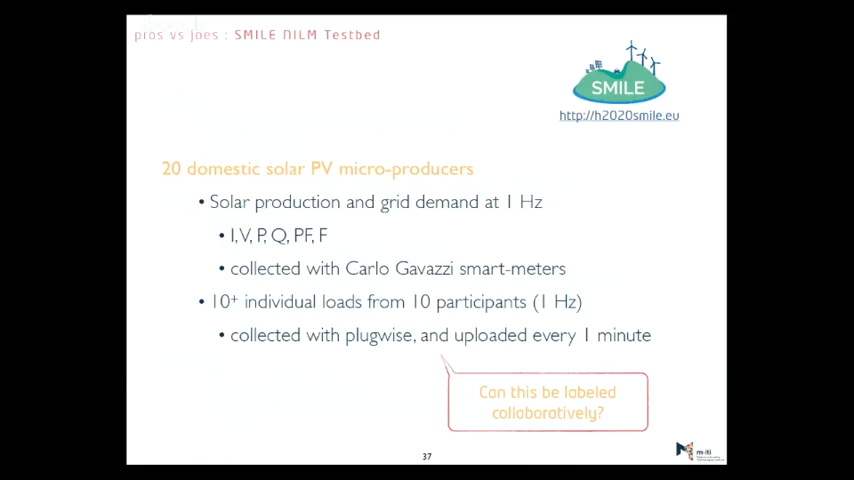 pros vs joes : SMILE NILM Testbed
SMILE
http://h2020smile.eu
20 domestic solar PV micro-producers
• Solar production and grid demand at 1 Hz
• I, V, P, Q, PF, F
• collected with Carlo Gavazzi smart-meters
• 10⁺ individual loads from 10 participants (1 Hz)
• collected with plugwise, and uploaded every 1 minute
Can this be labeled
collaboratively?
37
m-iti